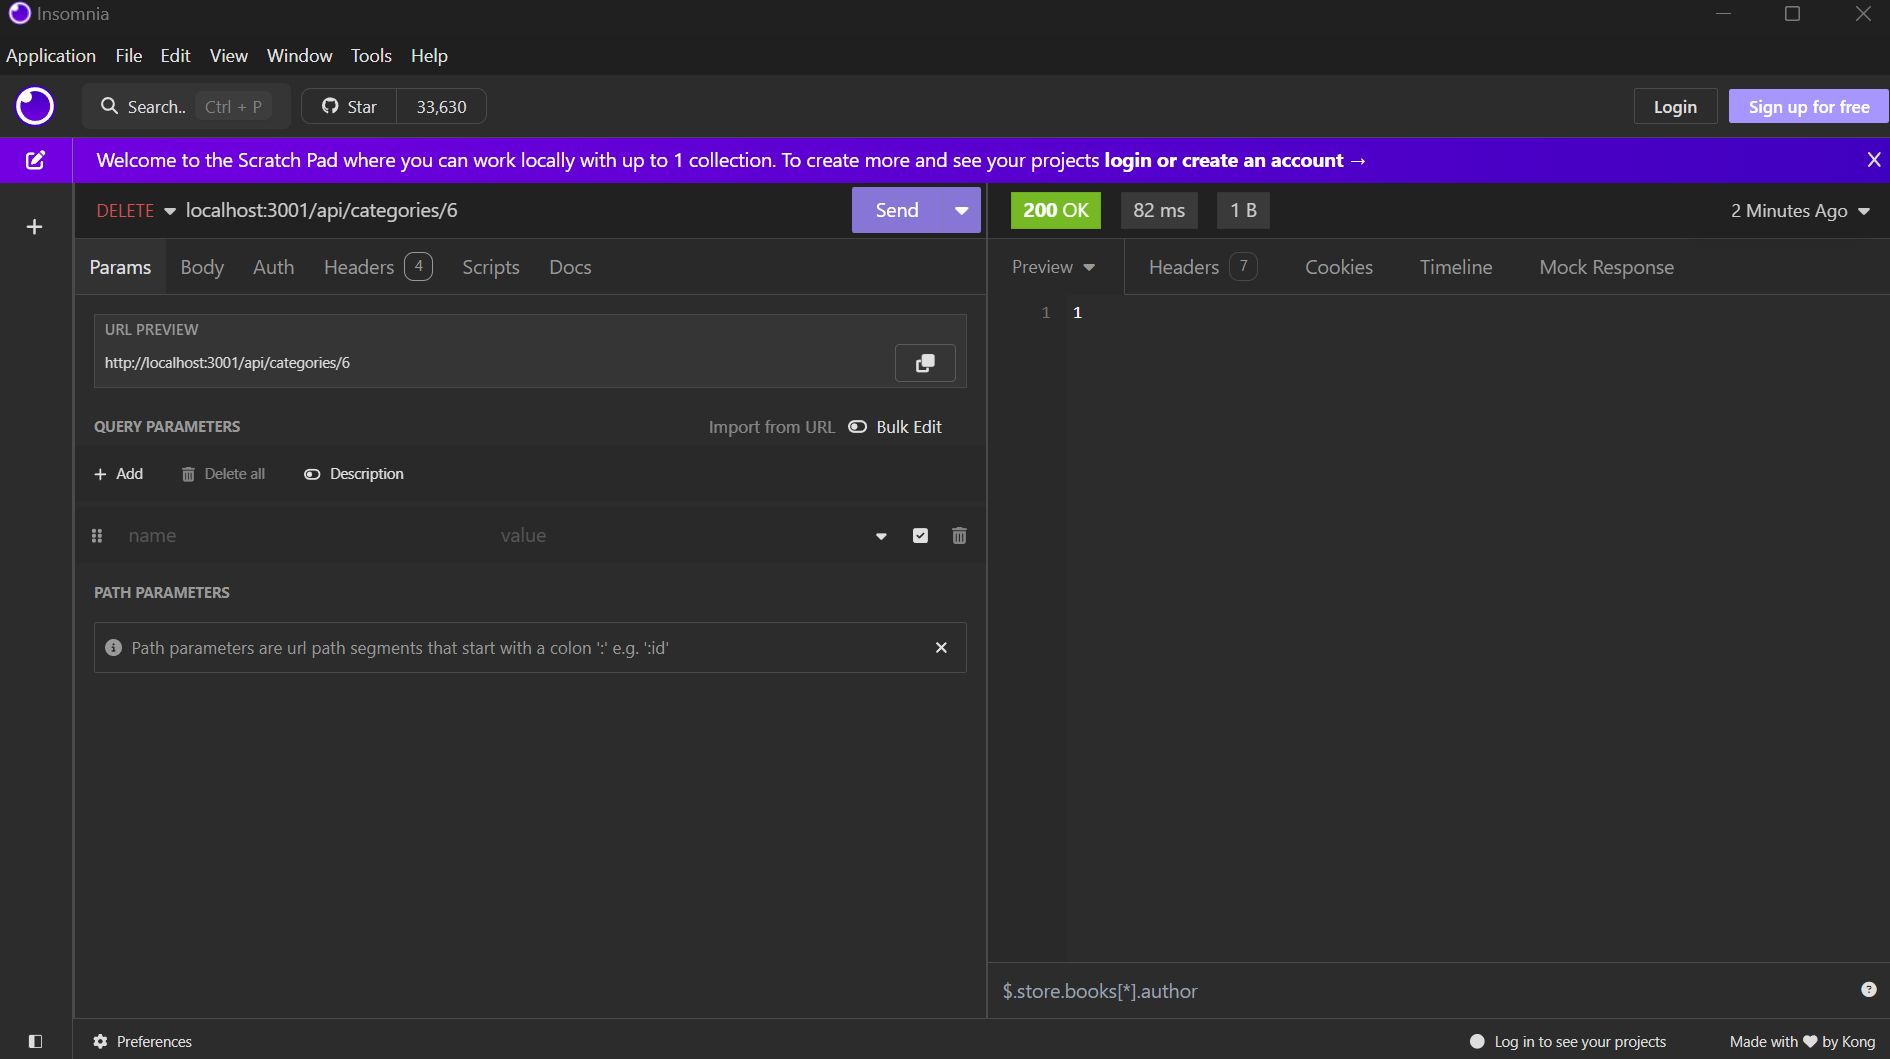 Insomnia
Application File Edit View Window Tools Help
Search.. Ctrl + P Star 33,630 Login Sign up for free
Welcome to the Scratch Pad where you can work locally with up to 1 collection. To create more and see your projects login or create an account → X
DELETE localhost:3001/api/categories/6 Send 200 OK 82 ms 1 B 2 Minutes Ago
Params Body Auth Headers 4 Scripts Docs Preview Headers 7 Cookies Timeline Mock Response
1 1
URL PREVIEW
http://localhost:3001/api/categories/6
QUERY PARAMETERS Import from URL Bulk Edit
+ Add Delete all Description
name value
PATH PARAMETERS
Path parameters are url path segments that start with a colon ':' e.g. ':id'
$.store.books[*].author
Preferences Log in to see your projects Made with ♥ by Kong